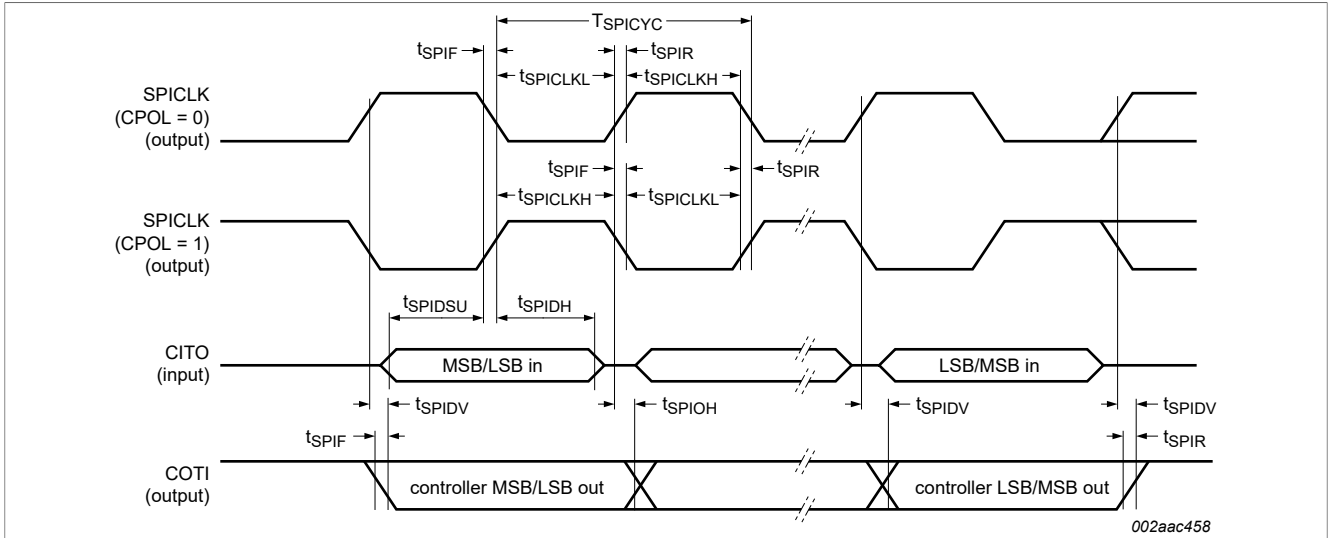 TSPICYC
tSPIF
tSPIR
tSPICLKL
tSPICLKH
SPICLK
(CPOL = 0)
(output)
tSPIF
tSPIR
tSPICLKH
tSPICLKL
SPICLK
(CPOL = 1)
(output)
tSPIDSU
tSPIDH
CITO
(input)
MSB/LSB in
LSB/MSB in
tSPIDV
tSPIOH
tSPIDV
tSPIDV
tSPIF
tSPIR
COTI
(output)
controller MSB/LSB out
controller LSB/MSB out
002aac458